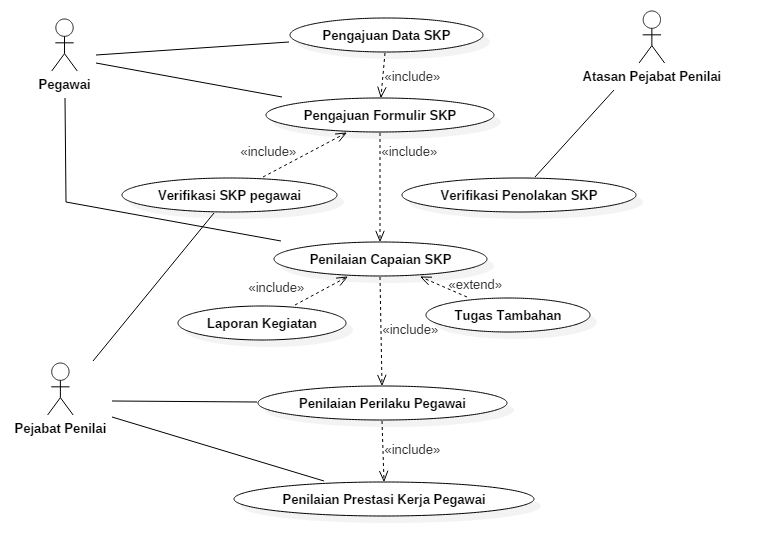 Pengajuan Data SKP
Pegawai
Atasan Pejabat Penilai
«include»
Pengajuan Formulir SKP
«include»
«include»
Verifikasi SKP pegawai
Verifikasi Penolakan SKP
Penilaian Capaian SKP
«include»
«extend»
Laporan Kegiatan
Tugas Tambahan
«include»
Penilaian Perilaku Pegawai
Pejabat Penilai
«include»
Penilaian Prestasi Kerja Pegawai